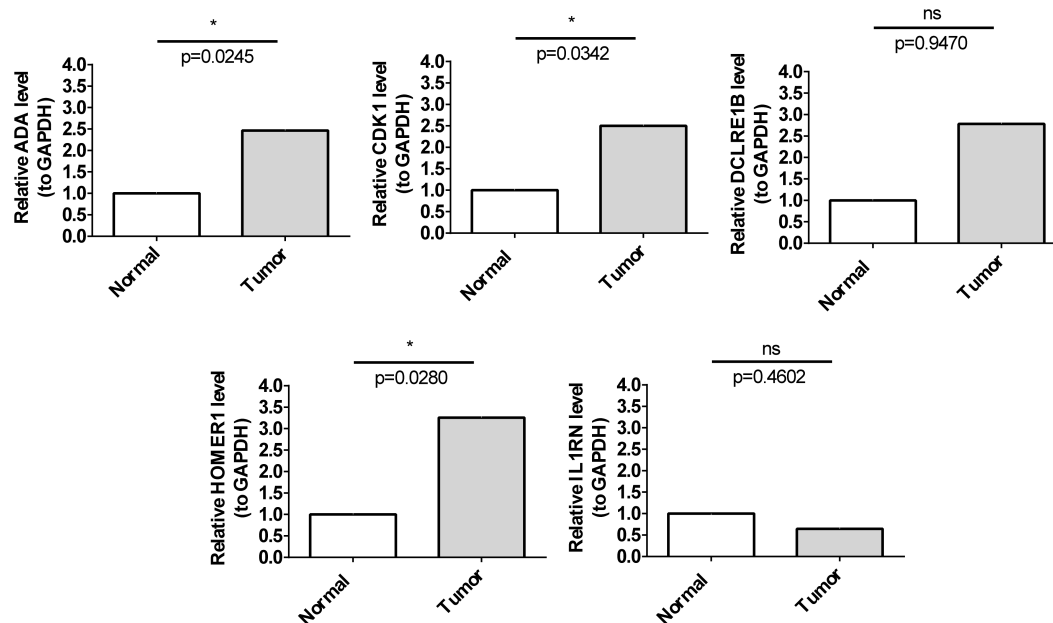 *
p=0.0245
Relative ADA level
(to GAPDH)
4.0
3.5
3.0
2.5
2.0
1.5
1.0
0.5
0.0
Normal
Tumor
*
p=0.0342
Relative CDK1 level
(to GAPDH)
4.0
3.5
3.0
2.5
2.0
1.5
1.0
0.5
0.0
Normal
Tumor
ns
p=0.9470
Relative DCLRE1B level
(to GAPDH)
4.0
3.5
3.0
2.5
2.0
1.5
1.0
0.5
0.0
Normal
Tumor
*
p=0.0280
Relative HOMER1 level
(to GAPDH)
4.0
3.5
3.0
2.5
2.0
1.5
1.0
0.5
0.0
Normal
Tumor
ns
p=0.4602
Relative IL1RN level
(to GAPDH)
4.0
3.5
3.0
2.5
2.0
1.5
1.0
0.5
0.0
Normal
Tumor